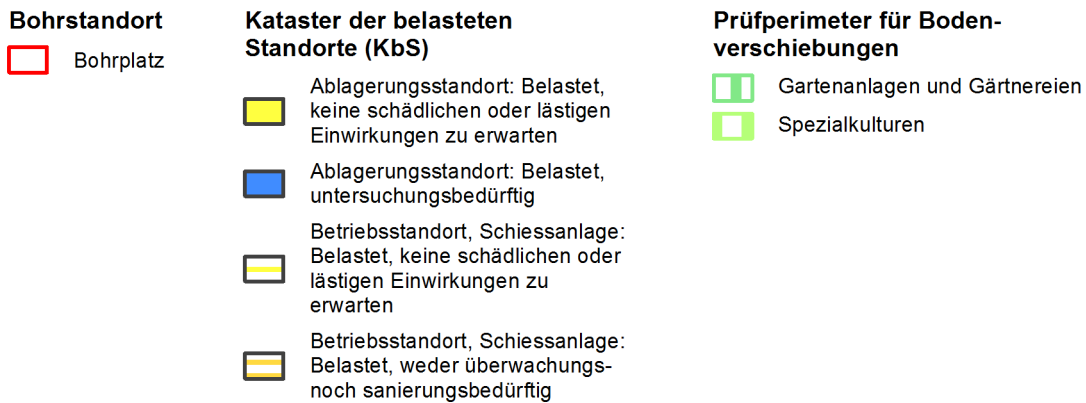 Bohrstandort
Bohrplatz
Kataster der belasteten
Standorte (KbS)
Ablagerungsstandort: Belastet,
keine schädlichen oder lästigen
Einwirkungen zu erwarten
Ablagerungsstandort: Belastet,
untersuchungsbedürftig
Betriebsstandort, Schiessanlage:
Belastet, keine schädlichen oder
lästigen Einwirkungen zu
erwarten
Betriebsstandort, Schiessanlage:
Belastet, weder überwachungs-
noch sanierungsbedürftig
Prüfperimeter für Boden-
verschiebungen
Gartenanlagen und Gärtnereien
Spezialkulturen